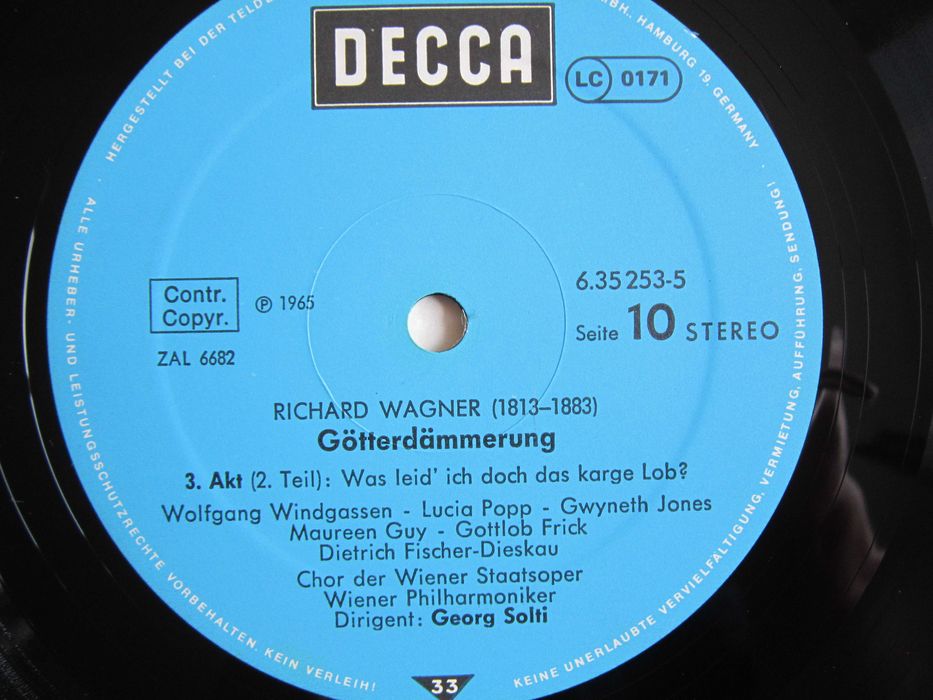 DECCA
LC 0171
HERGESTELLT BEI DER
HAMBURG 19, GERMANY
Contr.
Copyr.
Ⓟ 1965
ZAL 6682
6.35253-5
Seite 10 STEREO
RICHARD WAGNER (1813–1883)
Götterdämmerung
3. Akt (2. Teil): Was leid' ich doch das karge Lob?
Wolfgang Windgassen - Lucia Popp - Gwyneth Jones
Maureen Guy - Gottlob Frick
Dietrich Fischer-Dieskau
Chor der Wiener Staatsoper
Wiener Philharmoniker
Dirigent: Georg Solti
ALLE URHEBER- UND LEISTUNGSSCHUTZRECHTE VORBEHALTEN. KEIN VERLEIH!
KEINE UNERLAUBTE VERVIELFÄLTIGUNG, VERMIETUNG, AUFFÜHRUNG, SENDUNG!
33